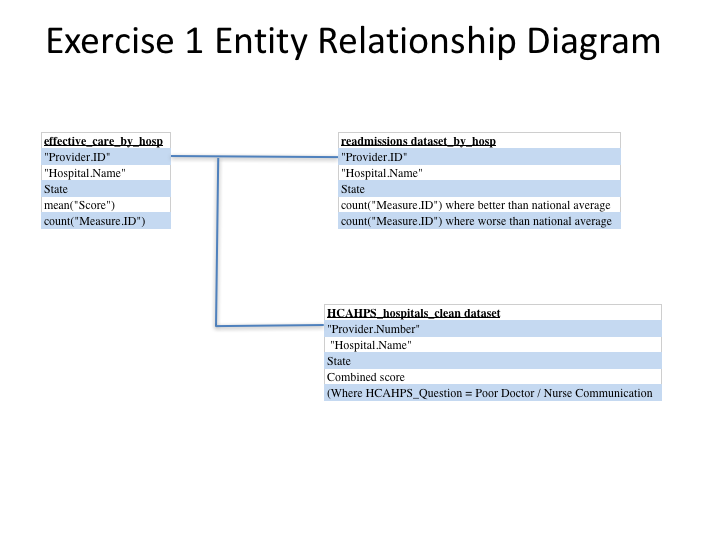 Exercise 1 Entity Relationship Diagram
effective_care_by_hosp
"Provider.ID"
"Hospital.Name"
State
mean("Score")
count("Measure.ID")
readmissions dataset_by_hosp
"Provider.ID"
"Hospital.Name"
State
count("Measure.ID") where better than national average
count("Measure.ID") where worse than national average
HCAHPS_hospitals_clean dataset
"Provider.Number"
"Hospital.Name"
State
Combined score
(Where HCAHPS_Question = Poor Doctor / Nurse Communication